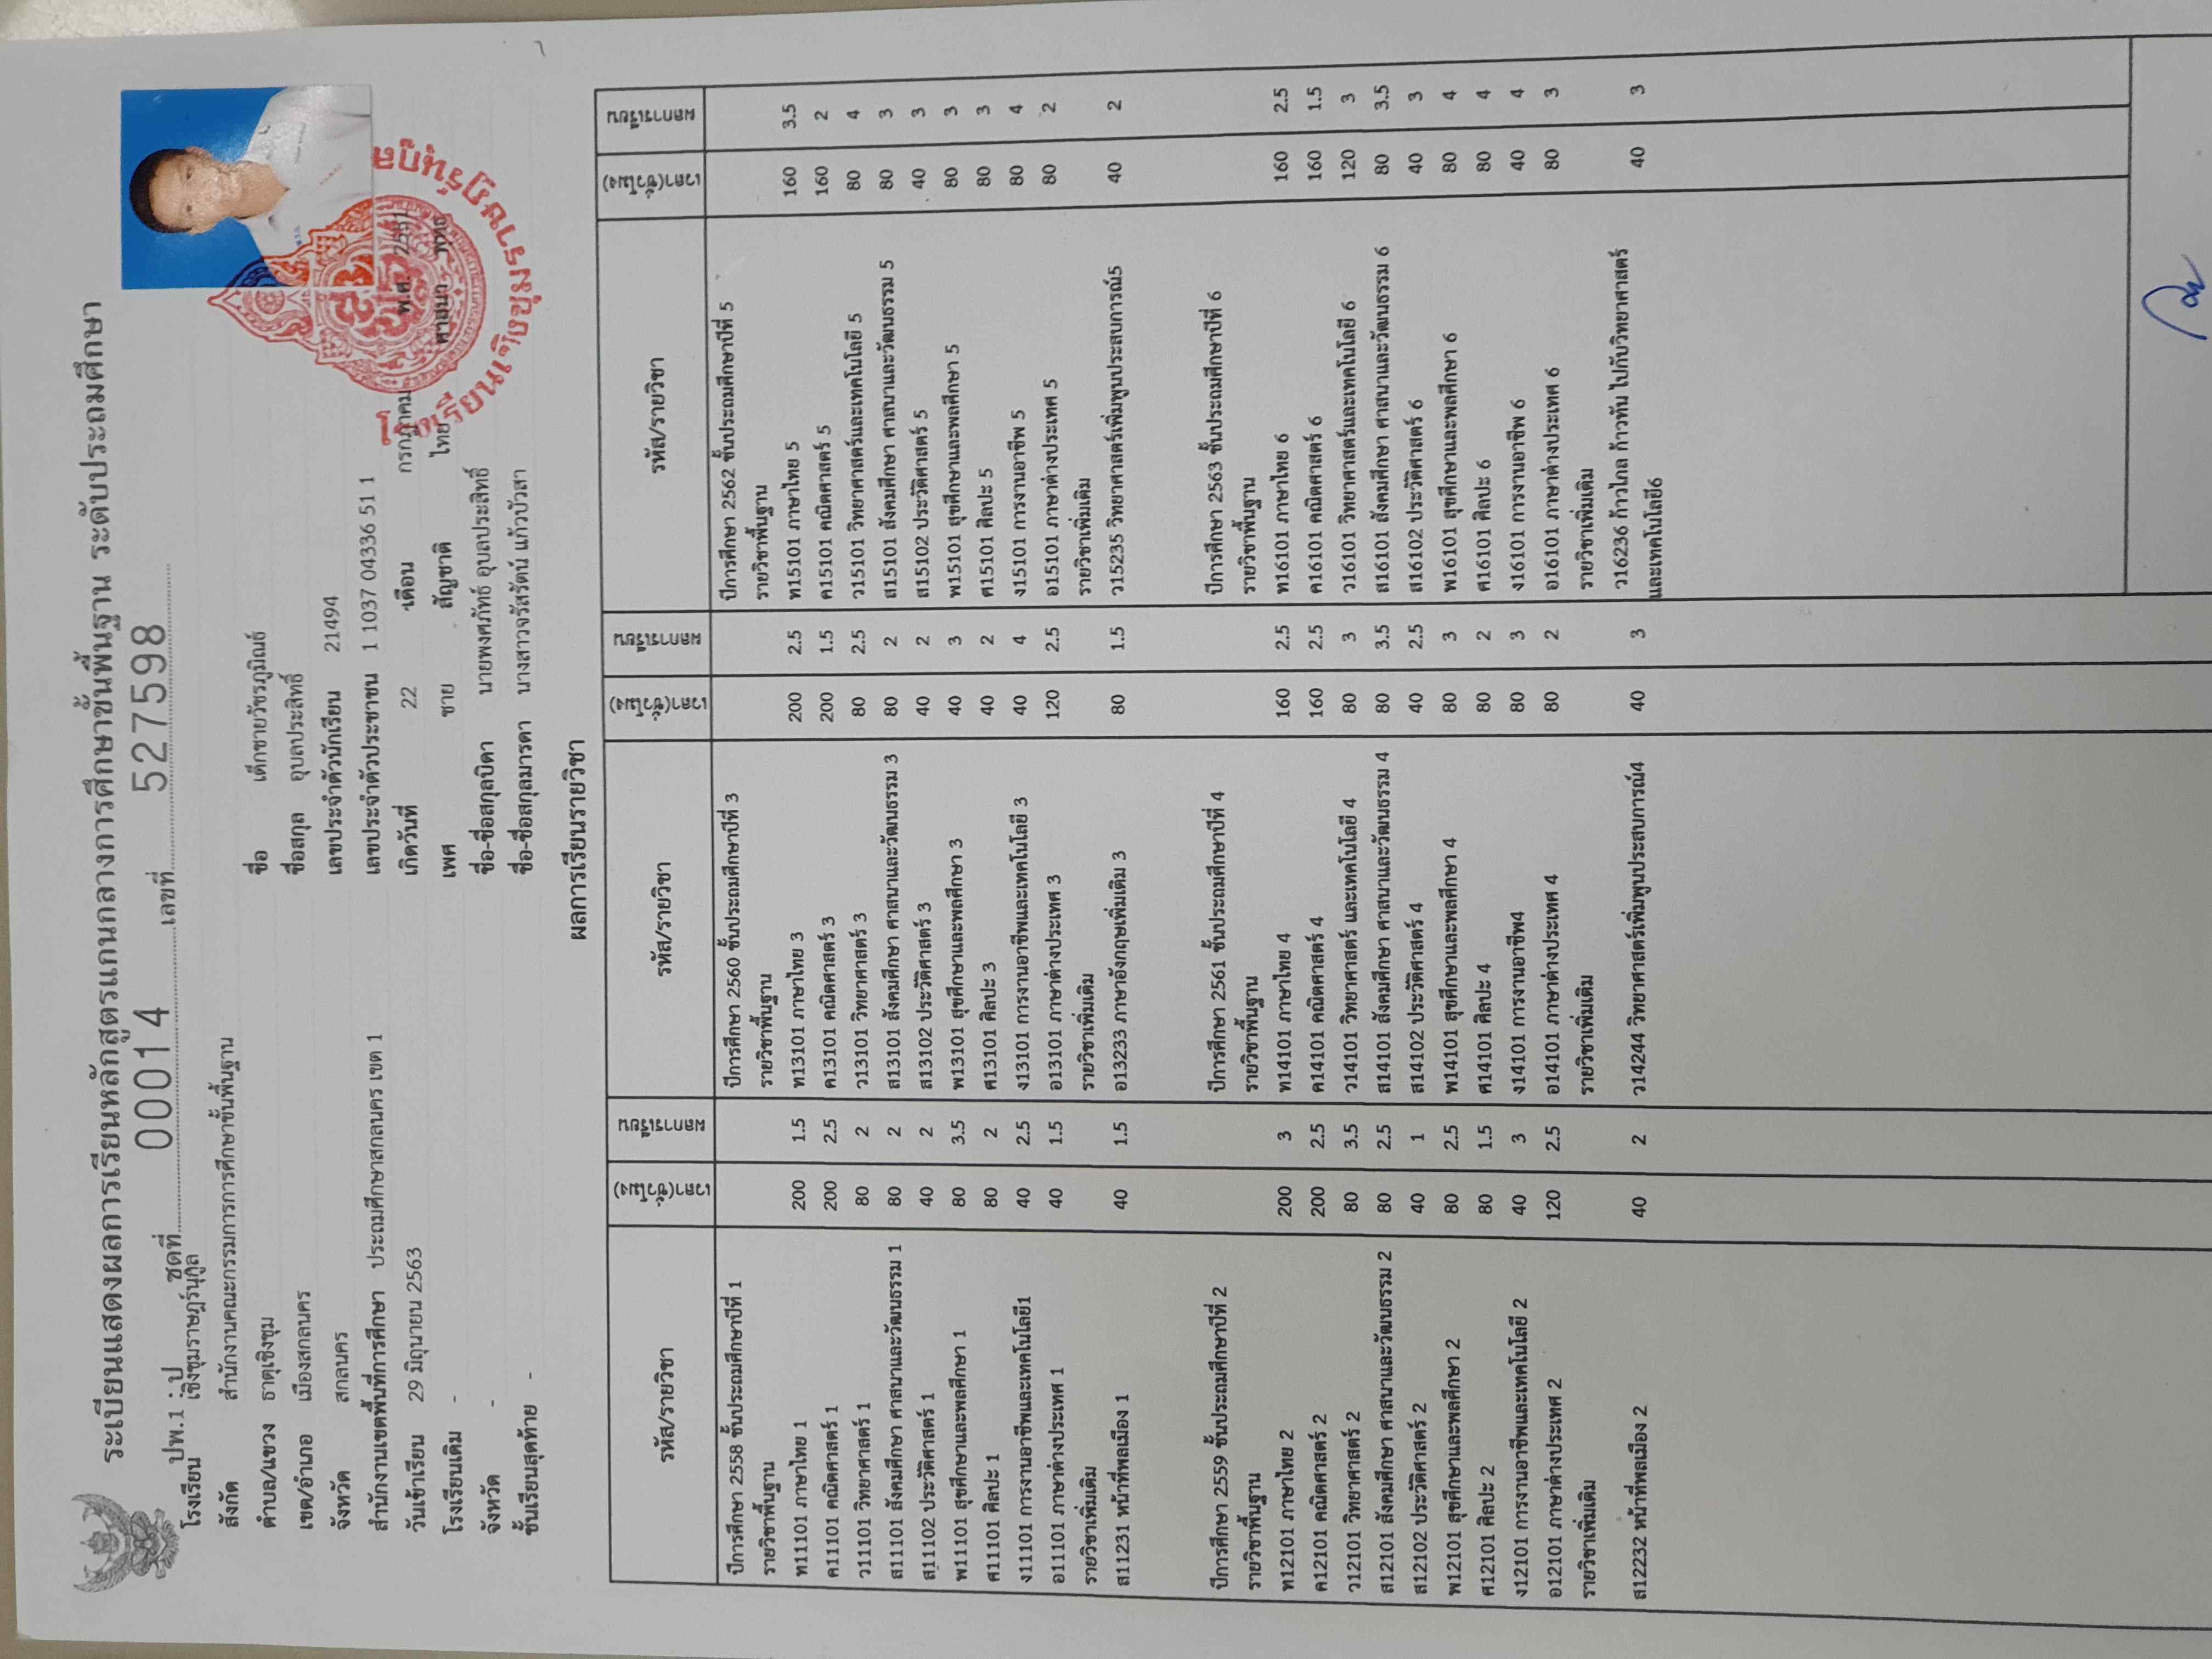 ระเบียนแสดงผลการเรียนหลักสูตรแกนกลางการศึกษาขั้นพื้นฐาน ระดับประถมศึกษา
ปพ.1 : ป ชุดที่ 00014 เลขที่ 527598
โรงเรียน เชิงชุมราษฎร์นุกูล
สังกัด สำนักงานคณะกรรมการการศึกษาขั้นพื้นฐาน
ตำบล/แขวง ธาตุเชิงชุม
เขต/อำเภอ เมืองสกลนคร
จังหวัด สกลนคร
สำนักงานเขตพื้นที่การศึกษา ประถมศึกษาสกลนคร เขต 1
วันเข้าเรียน 29 มิถุนายน 2563
โรงเรียนเดิม -
จังหวัด -
ชั้นเรียนสุดท้าย -
ชื่อ เด็กชายวัชรภูมิณธ์
ชื่อสกุล อุบลประสิทธิ์
เลขประจำตัวนักเรียน 21494
เลขประจำตัวประชาชน 1 1037 04336 51 1
เกิดวันที่ 22 เดือน กรกฎาคม พ.ศ. 2551
เพศ ชาย สัญชาติ ไทย ศาสนา พุทธ
ชื่อ-ชื่อสกุลบิดา นายพงศภัทธ์ อุบลประสิทธิ์
ชื่อ-ชื่อสกุลมารดา นางสาวจรัสรัตน์ แก้วบัวสา
โรงเรียนเชิงชุมราษฎร์นุกูล
ผลการเรียนรายวิชา
รหัส/รายวิชา เวลา(ชั่วโมง) ผลการเรียน
ปีการศึกษา 2558 ชั้นประถมศึกษาปีที่ 1
รายวิชาพื้นฐาน
ท11101 ภาษาไทย 1 200 1.5
ค11101 คณิตศาสตร์ 1 200 2.5
ว11101 วิทยาศาสตร์ 1 80 2
ส11101 สังคมศึกษา ศาสนาและวัฒนธรรม 1 80 2
ส11102 ประวัติศาสตร์ 1 40 2
พ11101 สุขศึกษาและพลศึกษา 1 80 3.5
ศ11101 ศิลปะ 1 80 2
ง11101 การงานอาชีพและเทคโนโลยี1 40 2.5
อ11101 ภาษาต่างประเทศ 1 40 1.5
รายวิชาเพิ่มเติม
ส11231 หน้าที่พลเมือง 1 40 1.5
ปีการศึกษา 2559 ชั้นประถมศึกษาปีที่ 2
รายวิชาพื้นฐาน
ท12101 ภาษาไทย 2 200 3
ค12101 คณิตศาสตร์ 2 200 2.5
ว12101 วิทยาศาสตร์ 2 80 3.5
ส12101 สังคมศึกษา ศาสนาและวัฒนธรรม 2 80 2.5
ส12102 ประวัติศาสตร์ 2 40 1
พ12101 สุขศึกษาและพลศึกษา 2 80 2.5
ศ12101 ศิลปะ 2 80 1.5
ง12101 การงานอาชีพและเทคโนโลยี 2 40 3
อ12101 ภาษาต่างประเทศ 2 120 2.5
รายวิชาเพิ่มเติม
ส12232 หน้าที่พลเมือง 2 40 2
รหัส/รายวิชา เวลา(ชั่วโมง) ผลการเรียน
ปีการศึกษา 2560 ชั้นประถมศึกษาปีที่ 3
รายวิชาพื้นฐาน
ท13101 ภาษาไทย 3 200 2.5
ค13101 คณิตศาสตร์ 3 200 1.5
ว13101 วิทยาศาสตร์ 3 80 2.5
ส13101 สังคมศึกษา ศาสนาและวัฒนธรรม 3 80 2
ส13102 ประวัติศาสตร์ 3 40 2
พ13101 สุขศึกษาและพลศึกษา 3 40 3
ศ13101 ศิลปะ 3 40 2
ง13101 การงานอาชีพและเทคโนโลยี 3 40 4
อ13101 ภาษาต่างประเทศ 3 120 2.5
รายวิชาเพิ่มเติม
อ13233 ภาษาอังกฤษเพิ่มเติม 3 80 1.5
ปีการศึกษา 2561 ชั้นประถมศึกษาปีที่ 4
รายวิชาพื้นฐาน
ท14101 ภาษาไทย 4 160 2.5
ค14101 คณิตศาสตร์ 4 160 2.5
ว14101 วิทยาศาสตร์ และเทคโนโลยี 4 80 3
ส14101 สังคมศึกษา ศาสนาและวัฒนธรรม 4 80 3.5
ส14102 ประวัติศาสตร์ 4 40 2.5
พ14101 สุขศึกษาและพลศึกษา 4 80 3
ศ14101 ศิลปะ 4 80 2
ง14101 การงานอาชีพ4 80 3
อ14101 ภาษาต่างประเทศ 4 80 2
รายวิชาเพิ่มเติม
ว14244 วิทยาศาสตร์เพิ่มพูนประสบการณ์4 40 3
รหัส/รายวิชา เวลา(ชั่วโมง) ผลการเรียน
ปีการศึกษา 2562 ชั้นประถมศึกษาปีที่ 5
รายวิชาพื้นฐาน
ท15101 ภาษาไทย 5 160 3.5
ค15101 คณิตศาสตร์ 5 160 2
ว15101 วิทยาศาสตร์และเทคโนโลยี 5 80 4
ส15101 สังคมศึกษา ศาสนาและวัฒนธรรม 5 80 3
ส15102 ประวัติศาสตร์ 5 40 3
พ15101 สุขศึกษาและพลศึกษา 5 80 3
ศ15101 ศิลปะ 5 80 3
ง15101 การงานอาชีพ 5 80 4
อ15101 ภาษาต่างประเทศ 5 80 2
รายวิชาเพิ่มเติม
ว15235 วิทยาศาสตร์เพิ่มพูนประสบการณ์5 40 2
ปีการศึกษา 2563 ชั้นประถมศึกษาปีที่ 6
รายวิชาพื้นฐาน
ท16101 ภาษาไทย 6 160 2.5
ค16101 คณิตศาสตร์ 6 160 1.5
ว16101 วิทยาศาสตร์และเทคโนโลยี 6 120 3
ส16101 สังคมศึกษา ศาสนาและวัฒนธรรม 6 80 3.5
ส16102 ประวัติศาสตร์ 6 40 3
พ16101 สุขศึกษาและพลศึกษา 6 80 4
ศ16101 ศิลปะ 6 80 4
ง16101 การงานอาชีพ 6 40 4
อ16101 ภาษาต่างประเทศ 6 80 3
รายวิชาเพิ่มเติม
ว16236 ก้าวไกล ก้าวทัน ไปกับวิทยาศาสตร์ 40 3
และเทคโนโลยี6